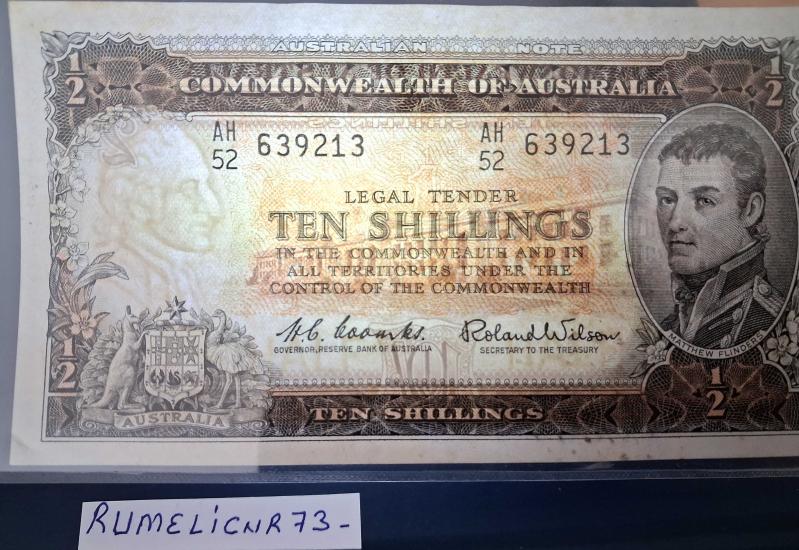 AUSTRALIAN NOTE
1/2 1/2
COMMONWEALTH OF AUSTRALIA
AH 639213 AH 639213
52 52
LEGAL TENDER
TEN SHILLINGS
IN THE COMMONWEALTH AND IN
ALL TERRITORIES UNDER THE
CONTROL OF THE COMMONWEALTH
H.C. Coombs. Roland Wilson
GOVERNOR, RESERVE BANK OF AUSTRALIA SECRETARY TO THE TREASURY
MATTHEW FLINDERS
1/2 1/2
AUSTRALIA
TEN SHILLINGS
RUMELiCNR73-